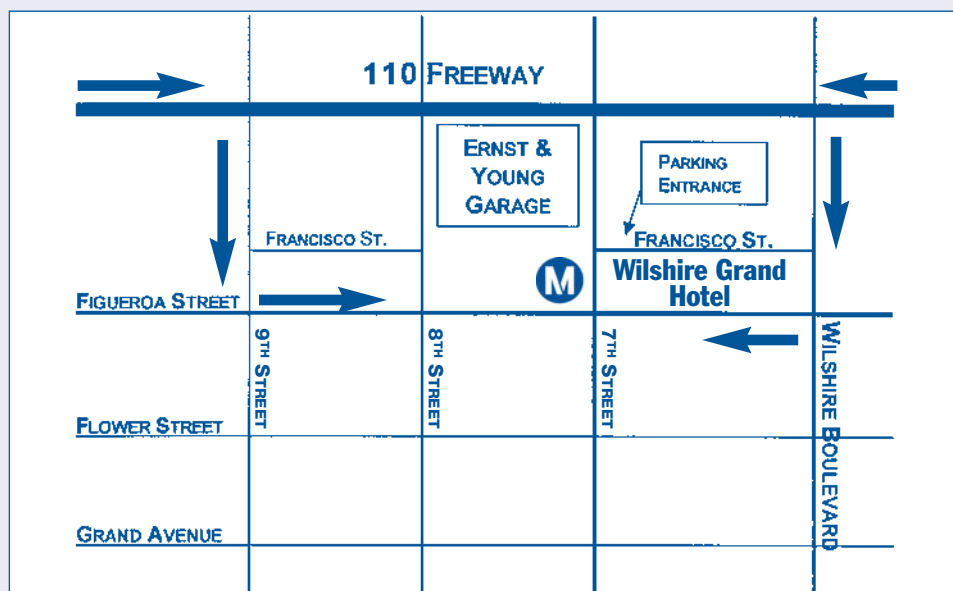 110 FREEWAY
ERNST &
YOUNG
GARAGE
PARKING
ENTRANCE
FRANCISCO ST.
FRANCISCO ST.
M
Wilshire Grand
Hotel
FIGUEROA STREET
9TH STREET
8TH STREET
7TH STREET
WILSHIRE BOULEVARD
FLOWER STREET
GRAND AVENUE